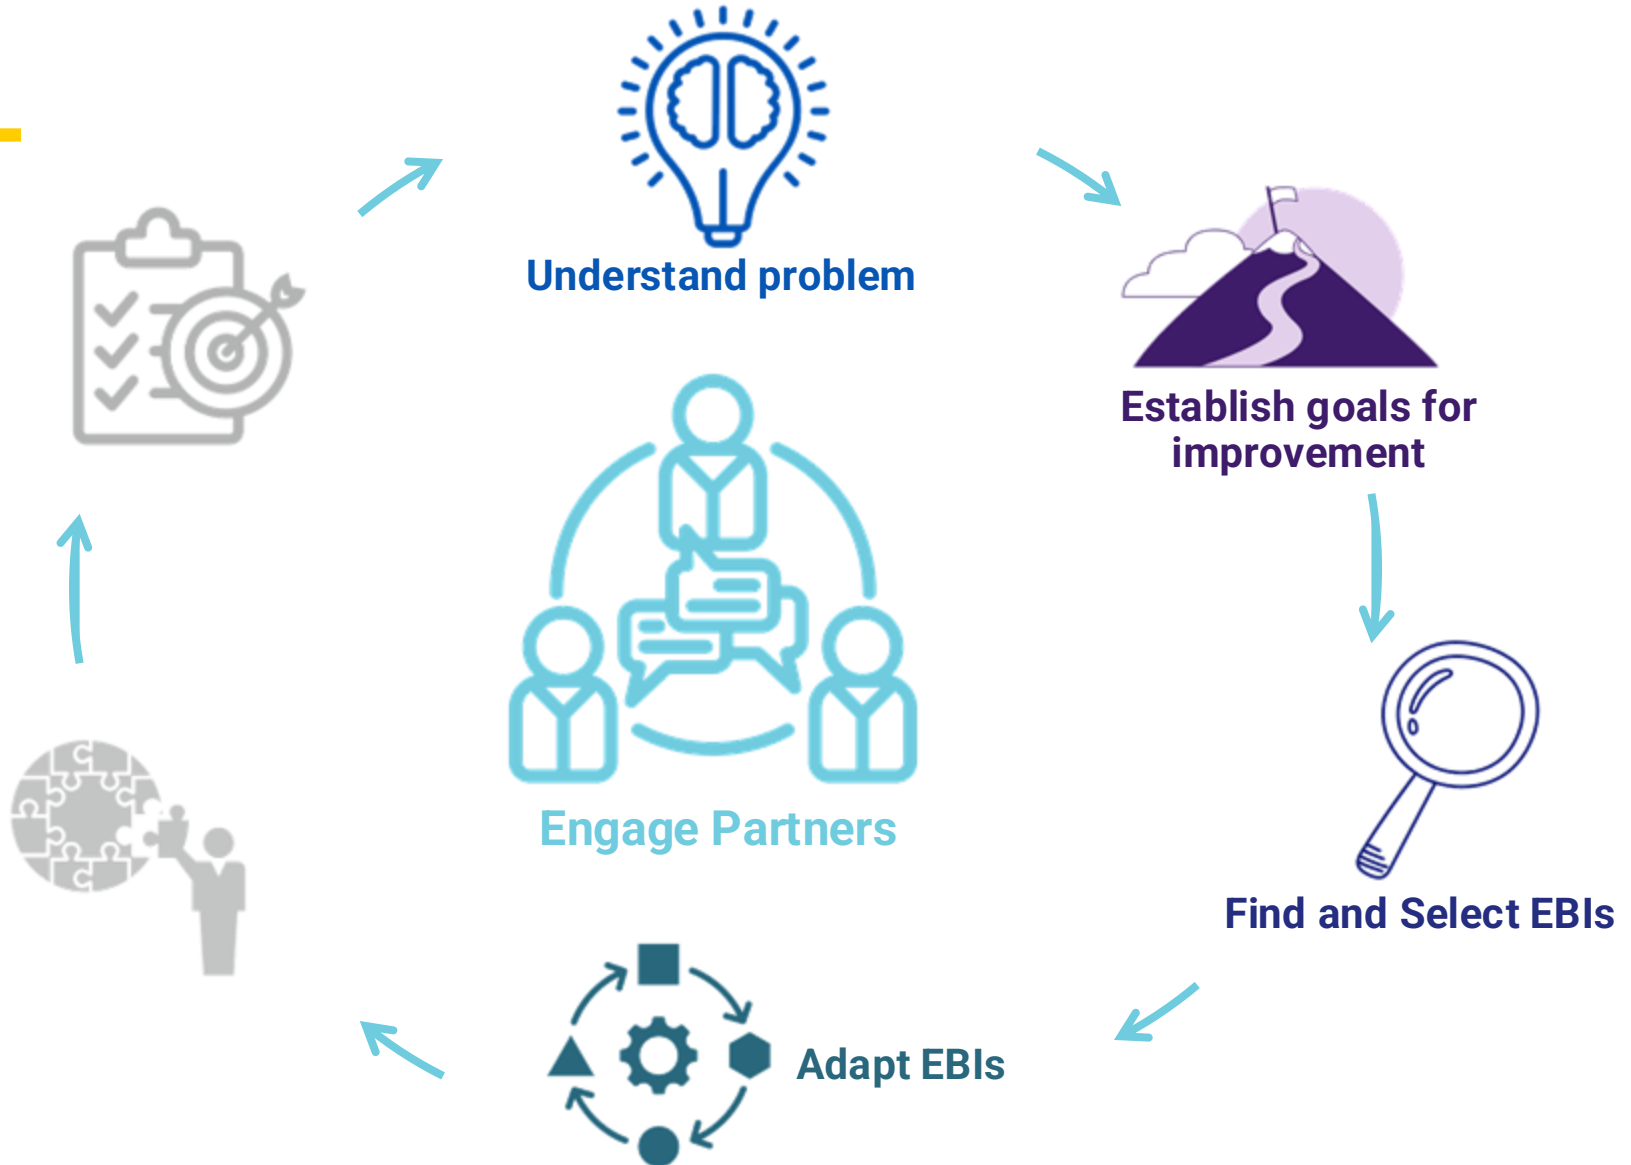 Understand problem
Establish goals for
improvement
Engage Partners
Find and Select EBIs
Adapt EBIs